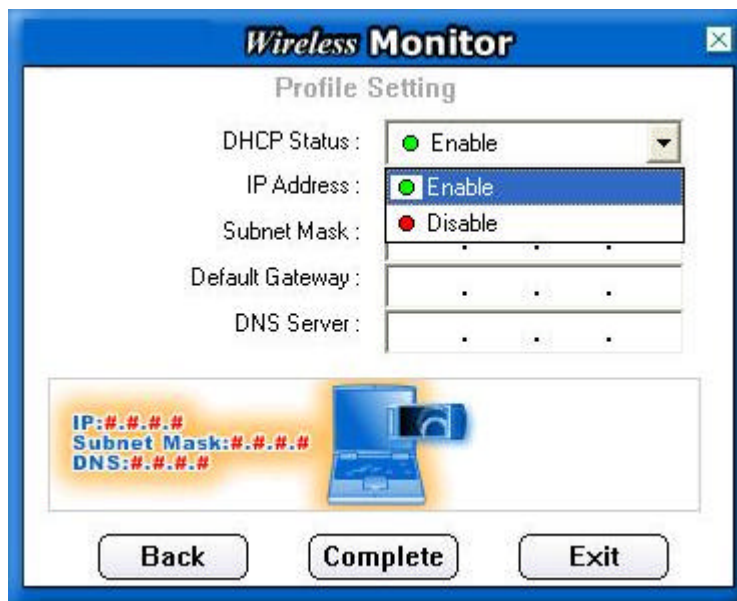 Wireless Monitor
Profile Setting
DHCP Status : Enable
IP Address : Enable
Disable
Subnet Mask : . . .
Default Gateway : . . .
DNS Server : . . .
IP:#.#.#.#
Subnet Mask:#.#.#.#
DNS:#.#.#.#
Back Complete Exit